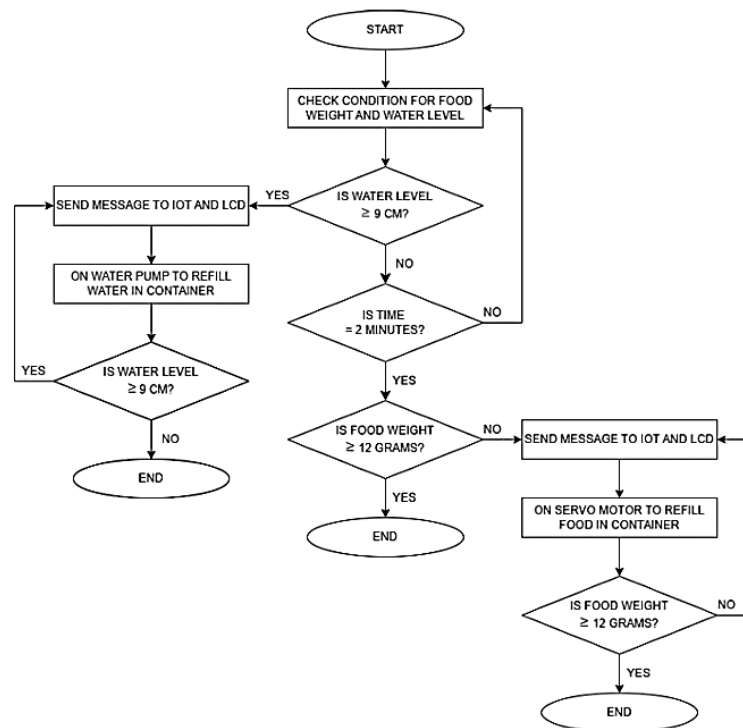 START
CHECK CONDITION FOR FOOD
WEIGHT AND WATER LEVEL
IS WATER LEVEL
≥ 9 CM?
YES
NO
SEND MESSAGE TO IOT AND LCD
ON WATER PUMP TO REFILL
WATER IN CONTAINER
IS WATER LEVEL
≥ 9 CM?
YES
NO
END
IS TIME
= 2 MINUTES?
NO
YES
IS FOOD WEIGHT
≥ 12 GRAMS?
NO
YES
END
SEND MESSAGE TO IOT AND LCD
ON SERVO MOTOR TO REFILL
FOOD IN CONTAINER
IS FOOD WEIGHT
≥ 12 GRAMS?
NO
YES
END